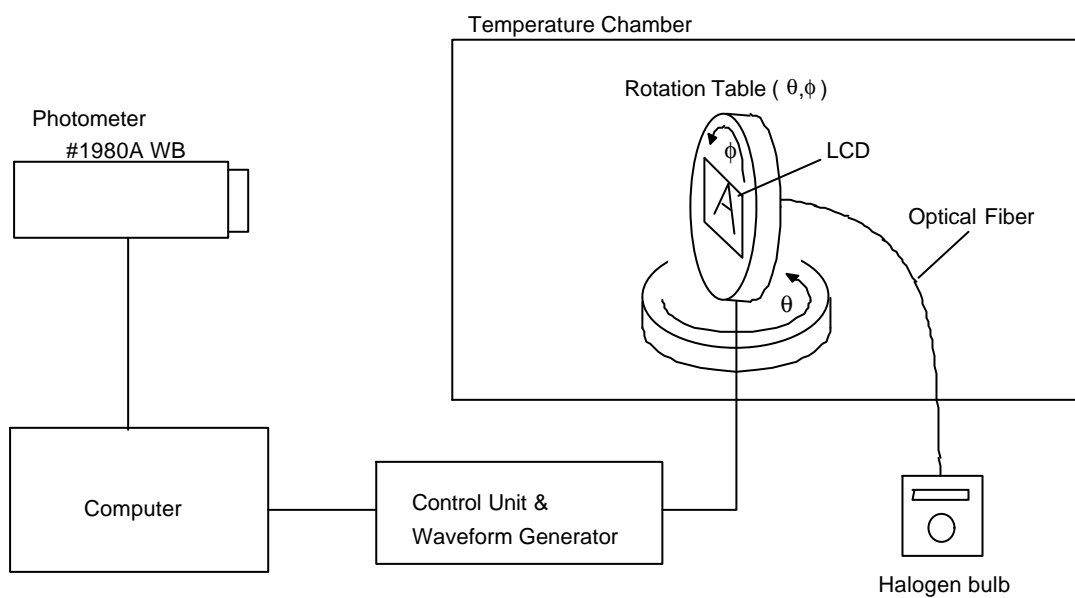 Temperature Chamber
Rotation Table ( θ,ϕ )
Photometer
#1980A WB
ϕ
LCD
A
Optical Fiber
θ
Computer
Control Unit &
Waveform Generator
Halogen bulb